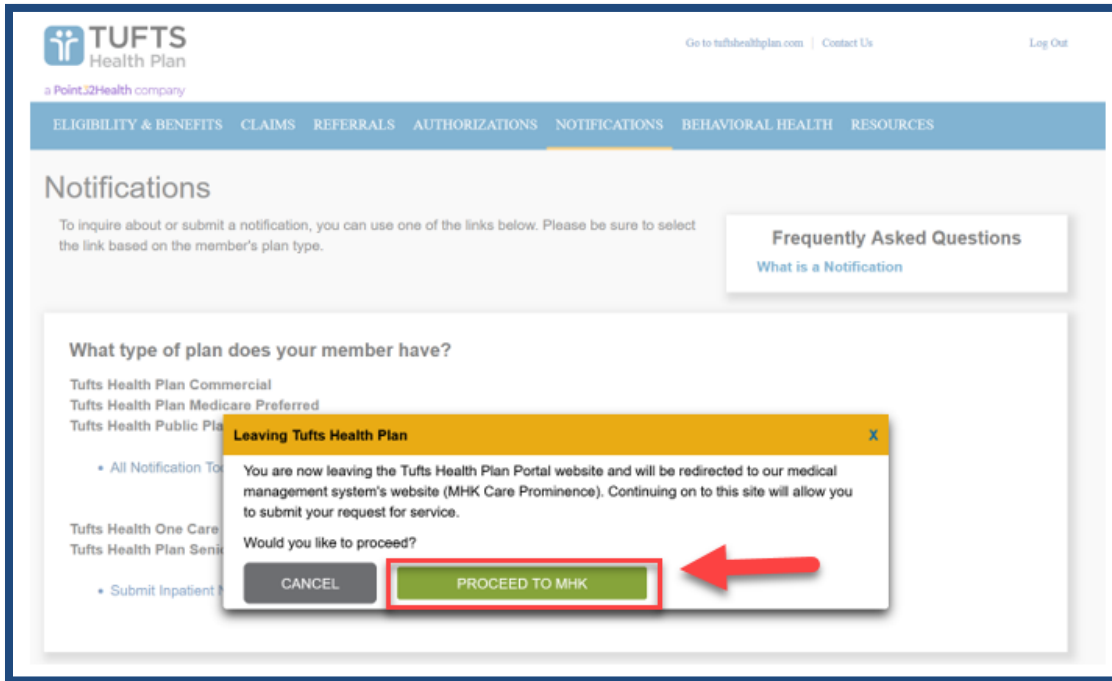 TUFTS
Health Plan
a Point32Health company
Go to tuftshealthplan.com | Contact Us
Log Out
ELIGIBILITY & BENEFITS CLAIMS REFERRALS AUTHORIZATIONS NOTIFICATIONS BEHAVIORAL HEALTH RESOURCES
Notifications
To inquire about or submit a notification, you can use one of the links below. Please be sure to select
the link based on the member's plan type.
Frequently Asked Questions
What is a Notification
What type of plan does your member have?
Tufts Health Plan Commercial
Tufts Health Plan Medicare Preferred
Tufts Health Public Pla
• All Notification To
Tufts Health One Care
Tufts Health Plan Seni
• Submit Inpatient
Leaving Tufts Health Plan
X
You are now leaving the Tufts Health Plan Portal website and will be redirected to our medical
management system's website (MHK Care Prominence). Continuing on to this site will allow you
to submit your request for service.
Would you like to proceed?
CANCEL
PROCEED TO MHK